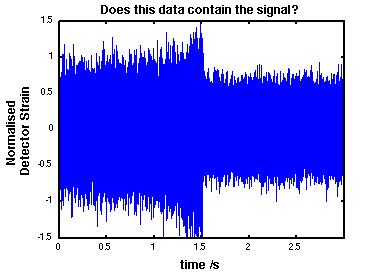 Does this data contain the signal?
1.5
1
0.5
0
-0.5
-1
-1.5
Normalised
Detector Strain
0 0.5 1 1.5 2 2.5
time /s